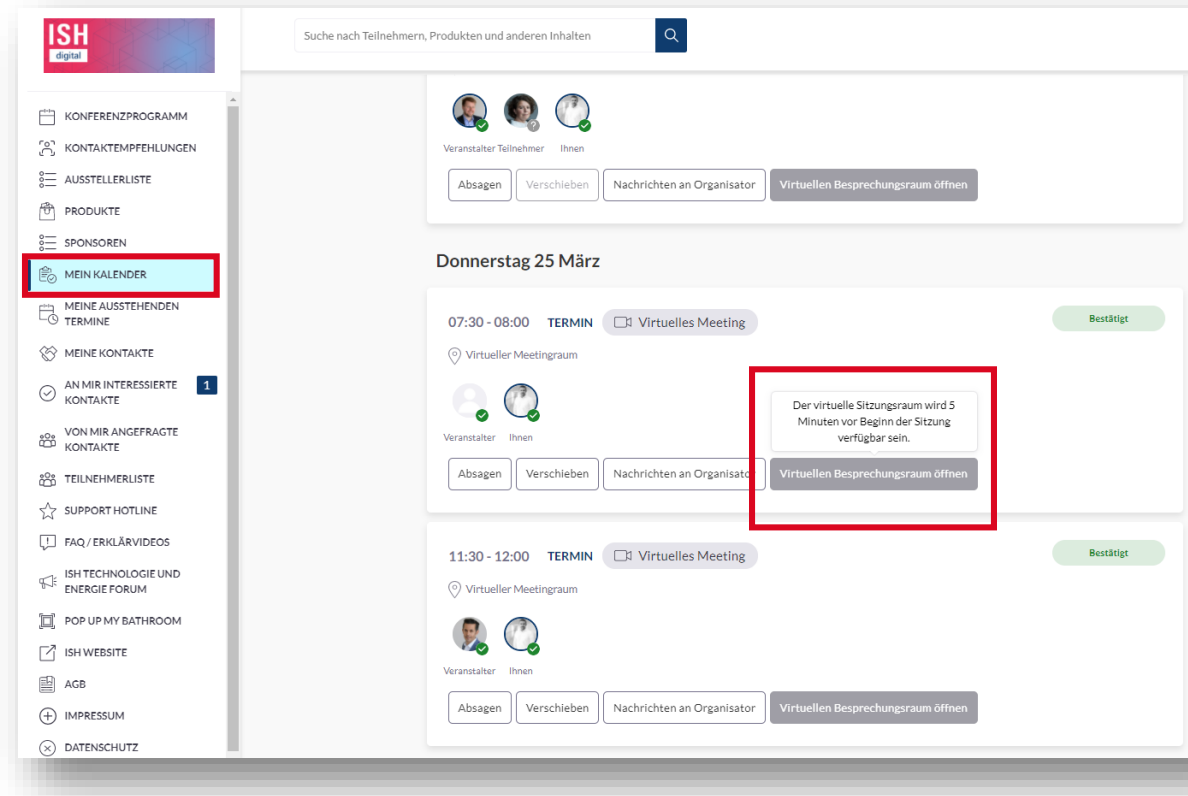 ISH
digital
Suche nach Teilnehmern, Produkten und anderen Inhalten
KONFERENZPROGRAMM
KONTAKTEMPFEHLUNGEN
AUSSTELLERLISTE
PRODUKTE
SPONSOREN
MEIN KALENDER
MEINE AUSSTEHENDEN
TERMINE
MEINE KONTAKTE
AN MIR INTERESSIERTE
KONTAKTE
1
VON MIR ANGEFRAGTE
KONTAKTE
TEILNEHMERLISTE
SUPPORT HOTLINE
FAQ / ERKLÄRVIDEOS
ISH TECHNOLOGIE UND
ENERGIE FORUM
POP UP MY BATHROOM
ISH WEBSITE
AGB
IMPRESSUM
DATENSCHUTZ
Veranstalter Teilnehmer Ihnen
Absagen Verschieben Nachrichten an Organisator Virtuellen Besprechungsraum öffnen
Donnerstag 25 März
07:30 - 08:00 TERMIN Virtuelles Meeting Bestätigt
Virtueller Meetingraum
Der virtuelle Sitzungsraum wird 5
Minuten vor Beginn der Sitzung
verfügbar sein.
Veranstalter Ihnen
Absagen Verschieben Nachrichten an Organisator Virtuellen Besprechungsraum öffnen
11:30 - 12:00 TERMIN Virtuelles Meeting Bestätigt
Virtueller Meetingraum
Veranstalter Ihnen
Absagen Verschieben Nachrichten an Organisator Virtuellen Besprechungsraum öffnen